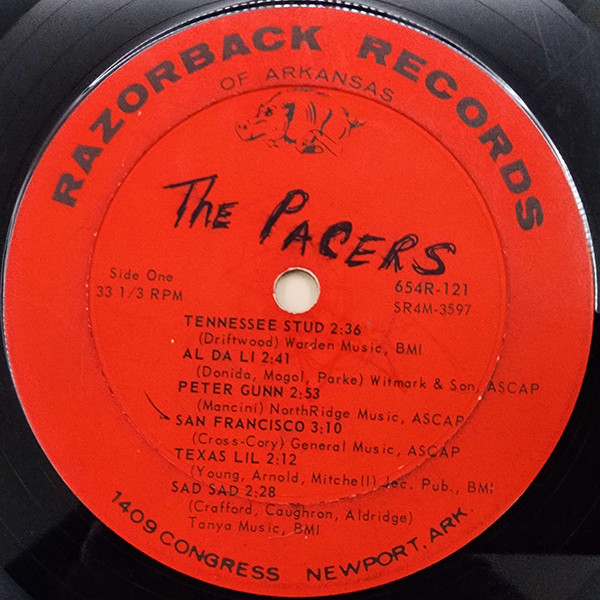 RAZORBACK RECORDS
OF ARKANSAS
The PACERS
Side One
33 1/3 RPM
654R-121
SR4M-3597
TENNESSEE STUD 2:36
(Driftwood) Warden Music, BMI
AL DA LI 2:41
(Donida, Mogol, Parke) Witmark & Son, ASCAP
PETER GUNN 2:53
(Mancini) NorthRidge Music, ASCAP
SAN FRANCISCO 3:10
(Cross-Cory) General Music, ASCAP
TEXAS LIL 2:12
(Young, Arnold, Mitchell) Jec. Pub., BMI
SAD SAD 2:28
(Crafford, Caughron, Aldridge)
Tanya Music, BMI
1409 CONGRESS NEWPORT, ARK.